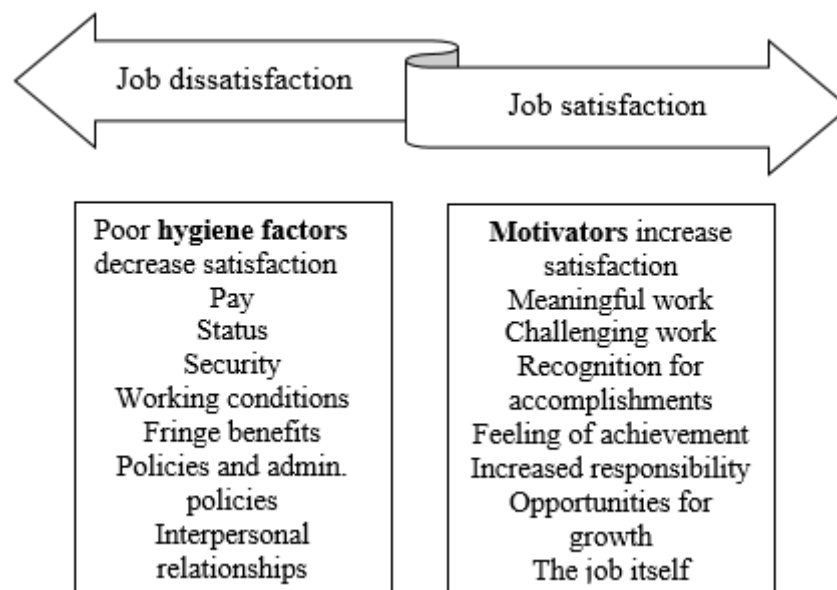 Job dissatisfaction
Job satisfaction
Poor hygiene factors
decrease satisfaction
Pay
Status
Security
Working conditions
Fringe benefits
Policies and admin.
policies
Interpersonal
relationships
Motivators increase
satisfaction
Meaningful work
Challenging work
Recognition for
accomplishments
Feeling of achievement
Increased responsibility
Opportunities for
growth
The job itself